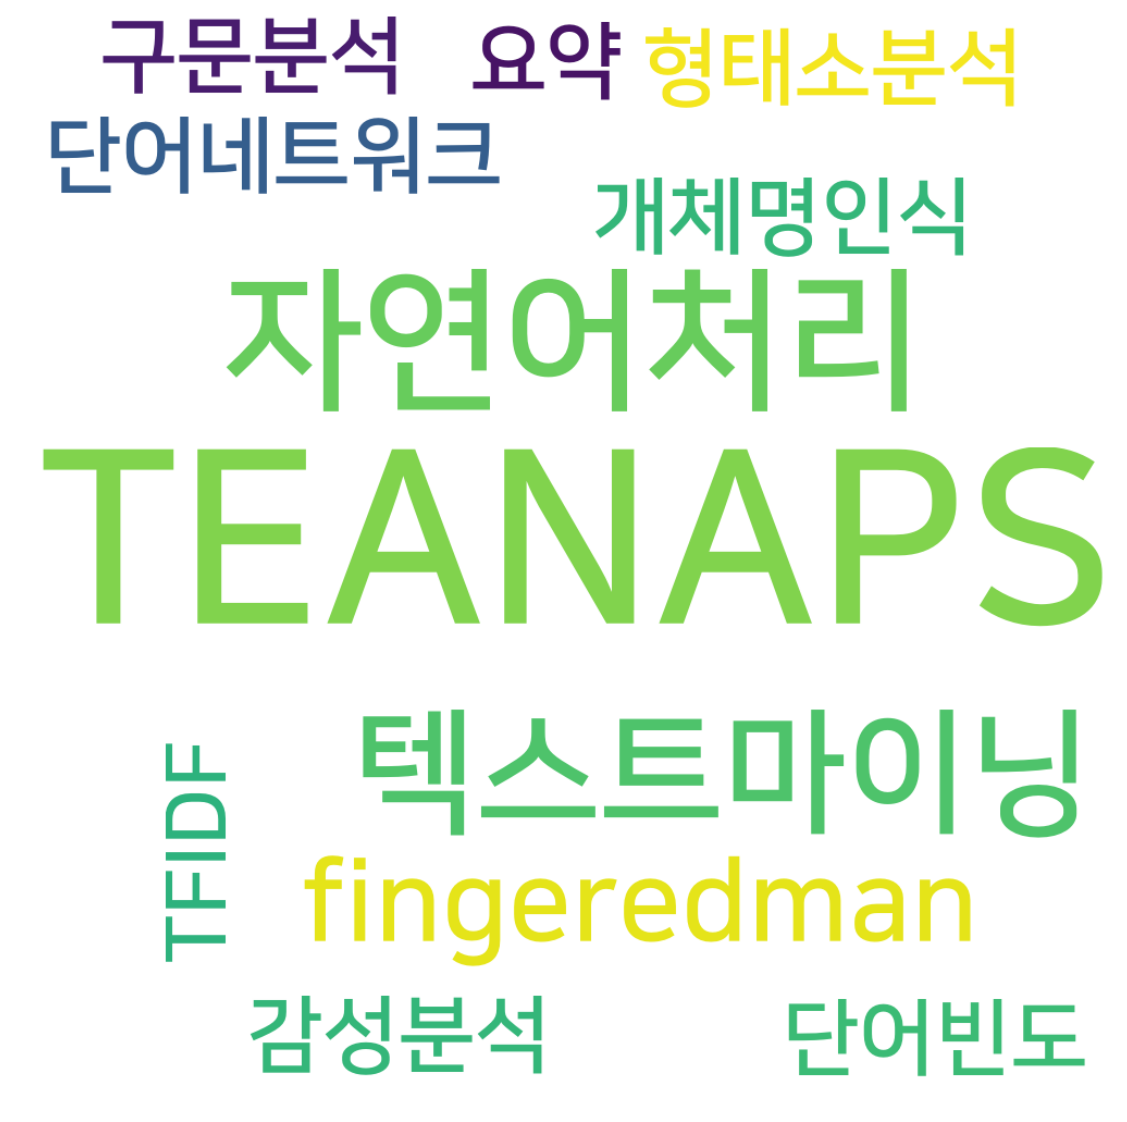 구문분석 요약 형태소분석
단어네트워크
개체명인식
자연어처리
TEANAPS
텍스트마이닝
TFIDF
fingeredman
감성분석 단어빈도